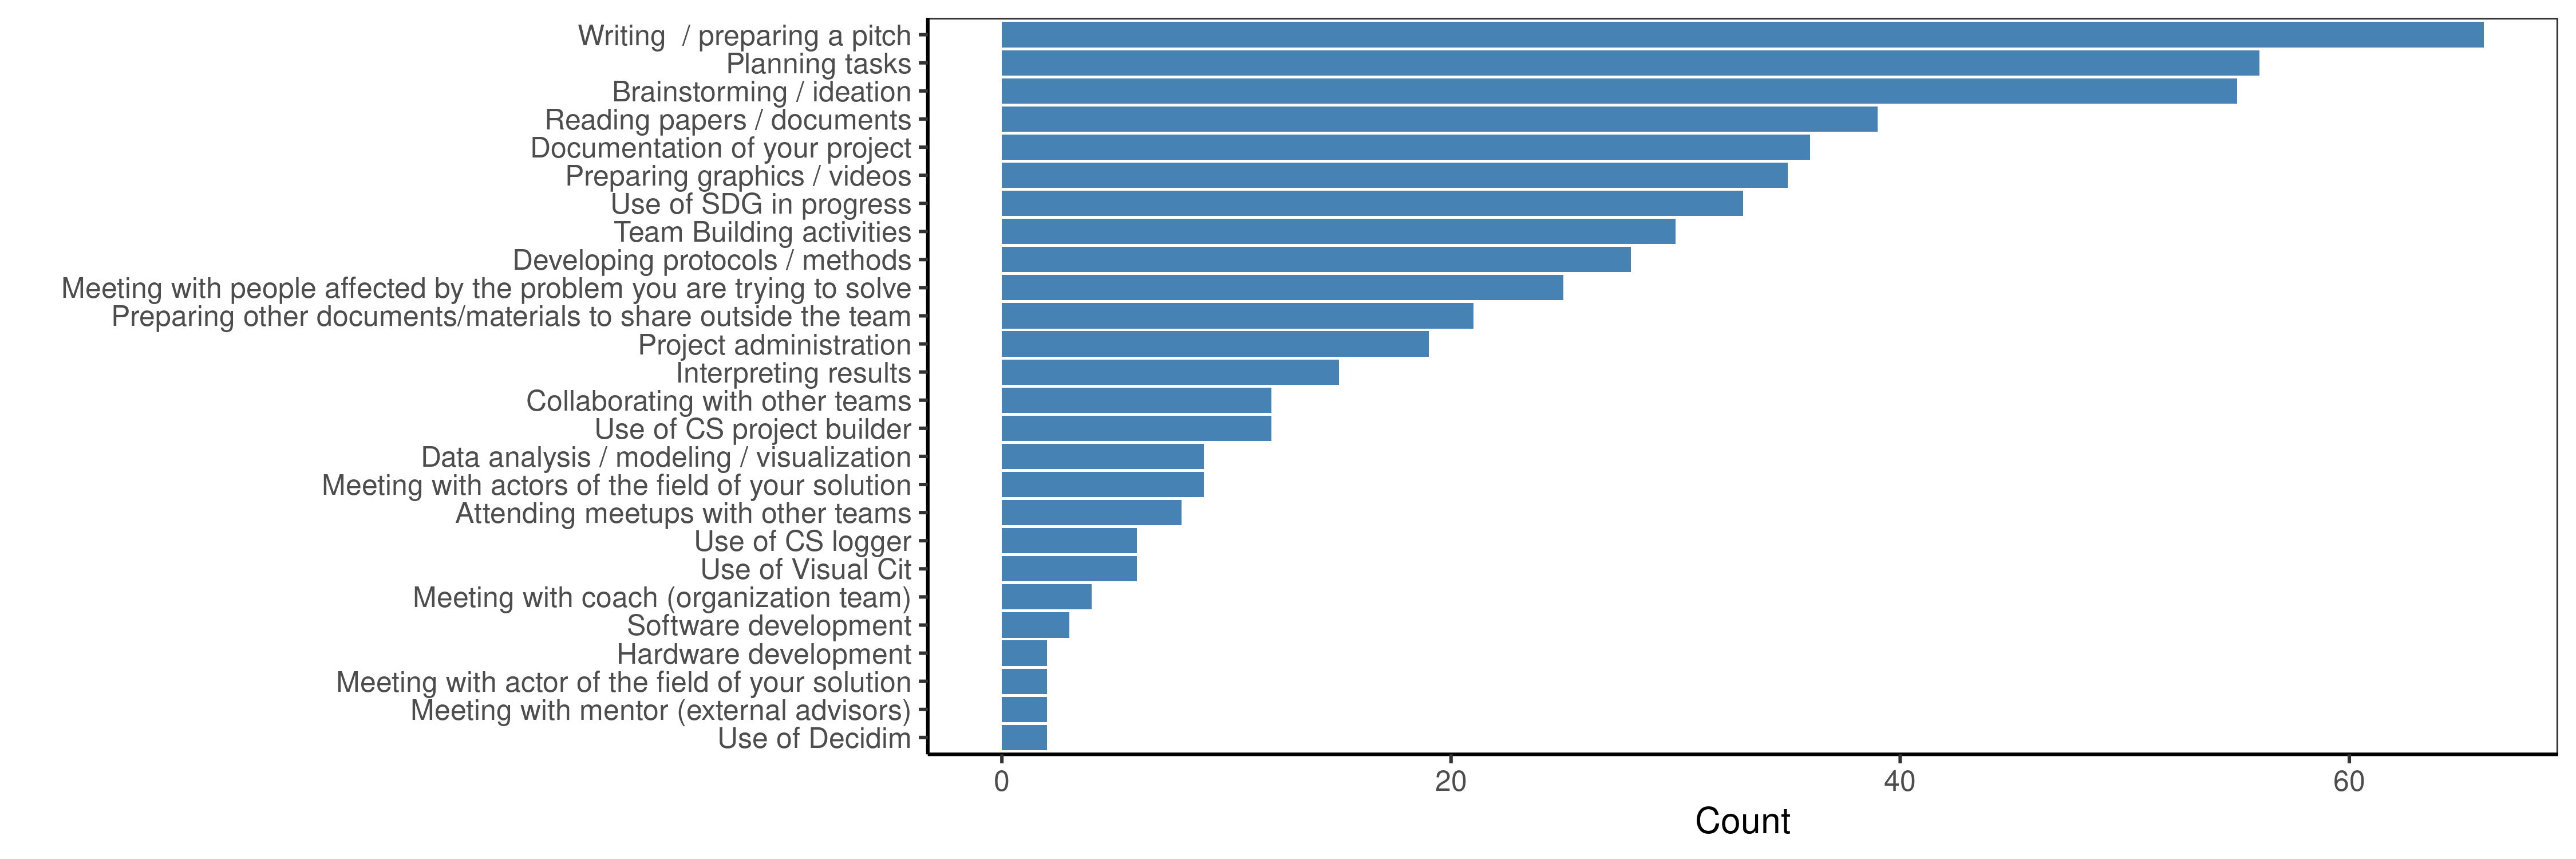 Writing  / preparing a pitch
Planning tasks
Brainstorming / ideation
Reading papers / documents
Documentation of your project
Preparing graphics / videos
Use of SDG in progress
Team Building activities
Developing protocols / methods
Meeting with people affected by the problem you are trying to solve
Preparing other documents/materials to share outside the team
Project administration
Interpreting results
Collaborating with other teams
Use of CS project builder
Data analysis / modeling / visualization
Meeting with actors of the field of your solution
Attending meetups with other teams
Use of CS logger
Use of Visual Cit
Meeting with coach (organization team)
Software development
Hardware development
Meeting with actor of the field of your solution
Meeting with mentor (external advisors)
Use of Decidim
0 20 40 60
Count